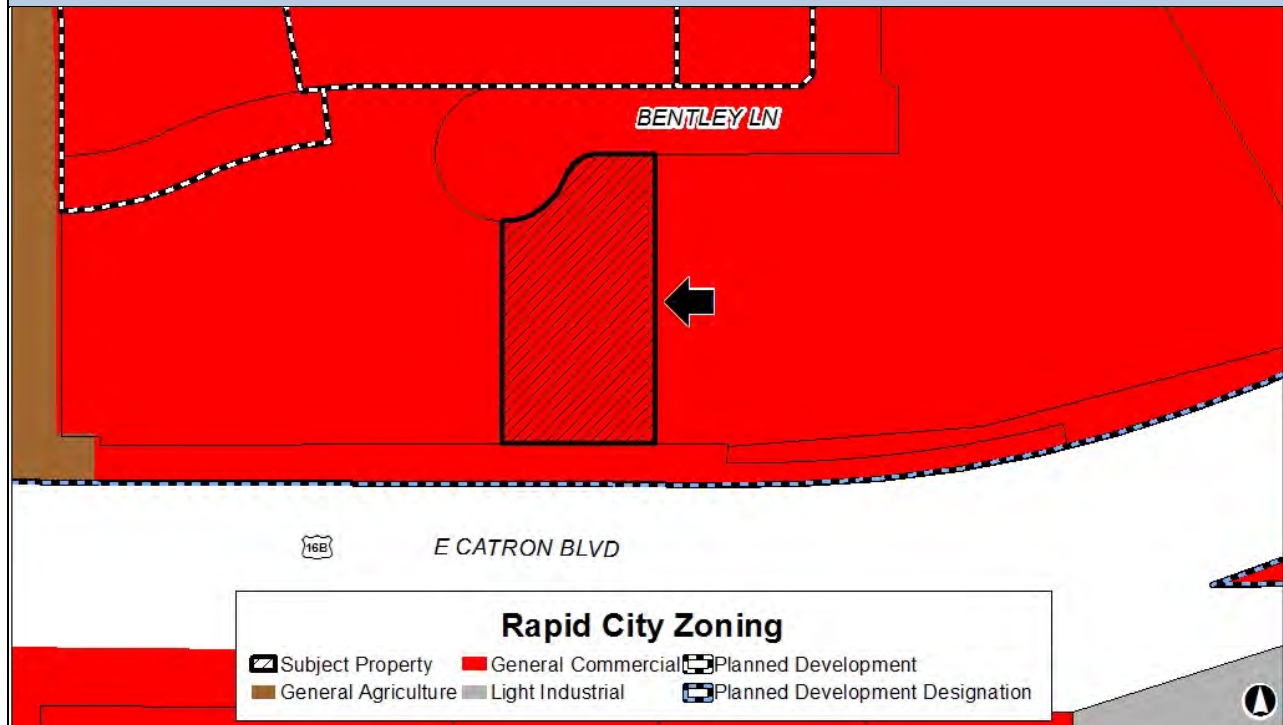 BENTLEY LN
16B E CATRON BLVD
Rapid City Zoning
Subject Property General Commercial Planned Development
General Agriculture Light Industrial Planned Development Designation